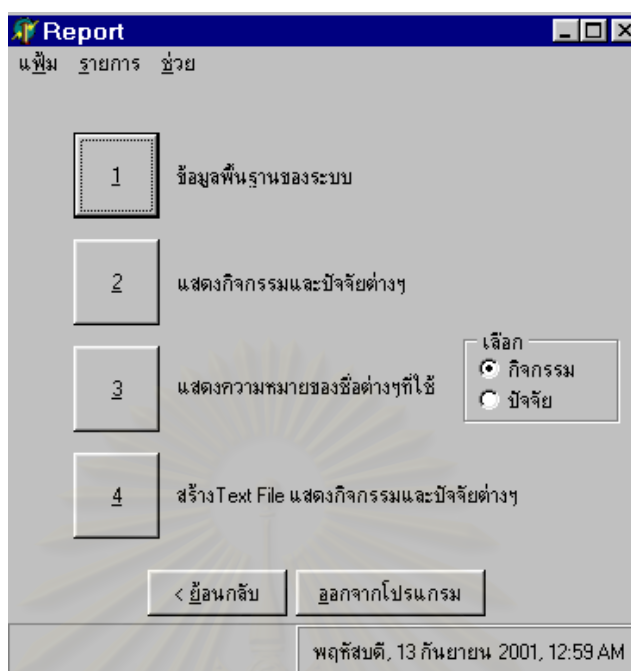 Report
แฟ้ม รายการ ช่วย
1 ข้อมูลพื้นฐานของระบบ
2 แสดงกิจกรรมและปัจจัยต่างๆ
เลือก
กิจกรรม
3 แสดงความหมายของชื่อต่างๆที่ใช้
ปัจจัย
4 สร้างText File แสดงกิจกรรมและปัจจัยต่างๆ
< ย้อนกลับ ออกจากโปรแกรม
พฤหัสบดี, 13 กันยายน 2001, 12:59 AM